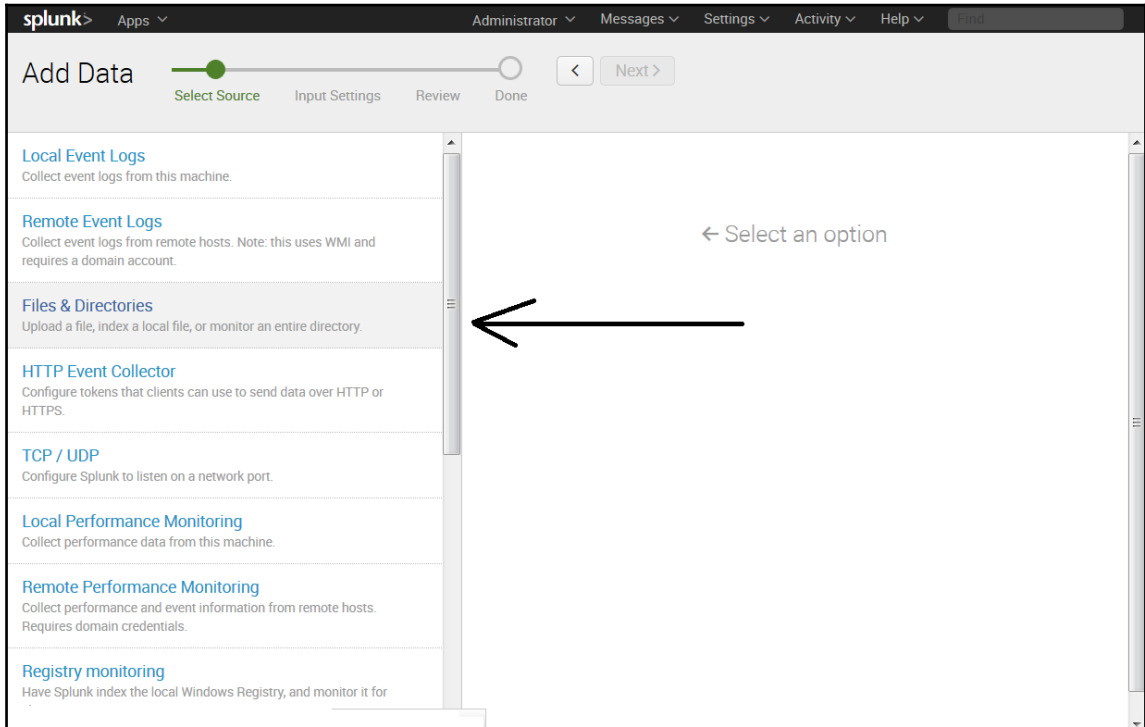 splunk> Apps Administrator Messages Settings Activity Help Find
Add Data
Select Source Input Settings Review Done < Next >
Local Event Logs
Collect event logs from this machine.
Remote Event Logs
Collect event logs from remote hosts. Note: this uses WMI and
requires a domain account.
Files & Directories
Upload a file, index a local file, or monitor an entire directory.
HTTP Event Collector
Configure tokens that clients can use to send data over HTTP or
HTTPS.
TCP / UDP
Configure Splunk to listen on a network port.
Local Performance Monitoring
Collect performance data from this machine.
Remote Performance Monitoring
Collect performance and event information from remote hosts.
Requires domain credentials.
Registry monitoring
Have Splunk index the local Windows Registry, and monitor it for
← Select an option